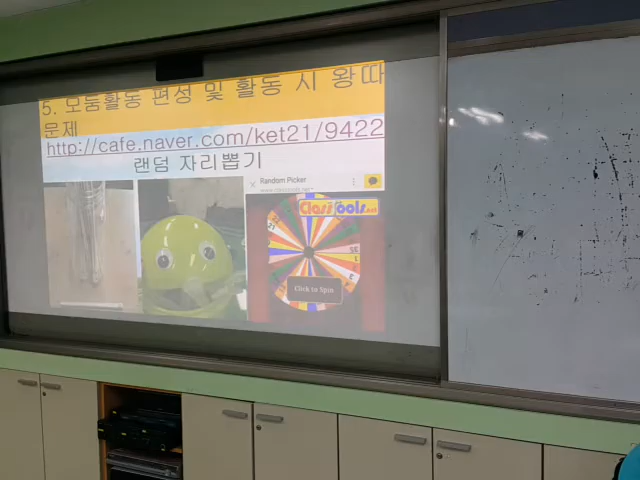 5. 모둠활동 편성 및 활동 시 왕따
문제
http://cafe.naver.com/ket21/9422
랜덤 자리뽑기
Random Picker
ClassTools.net
Click to Spin